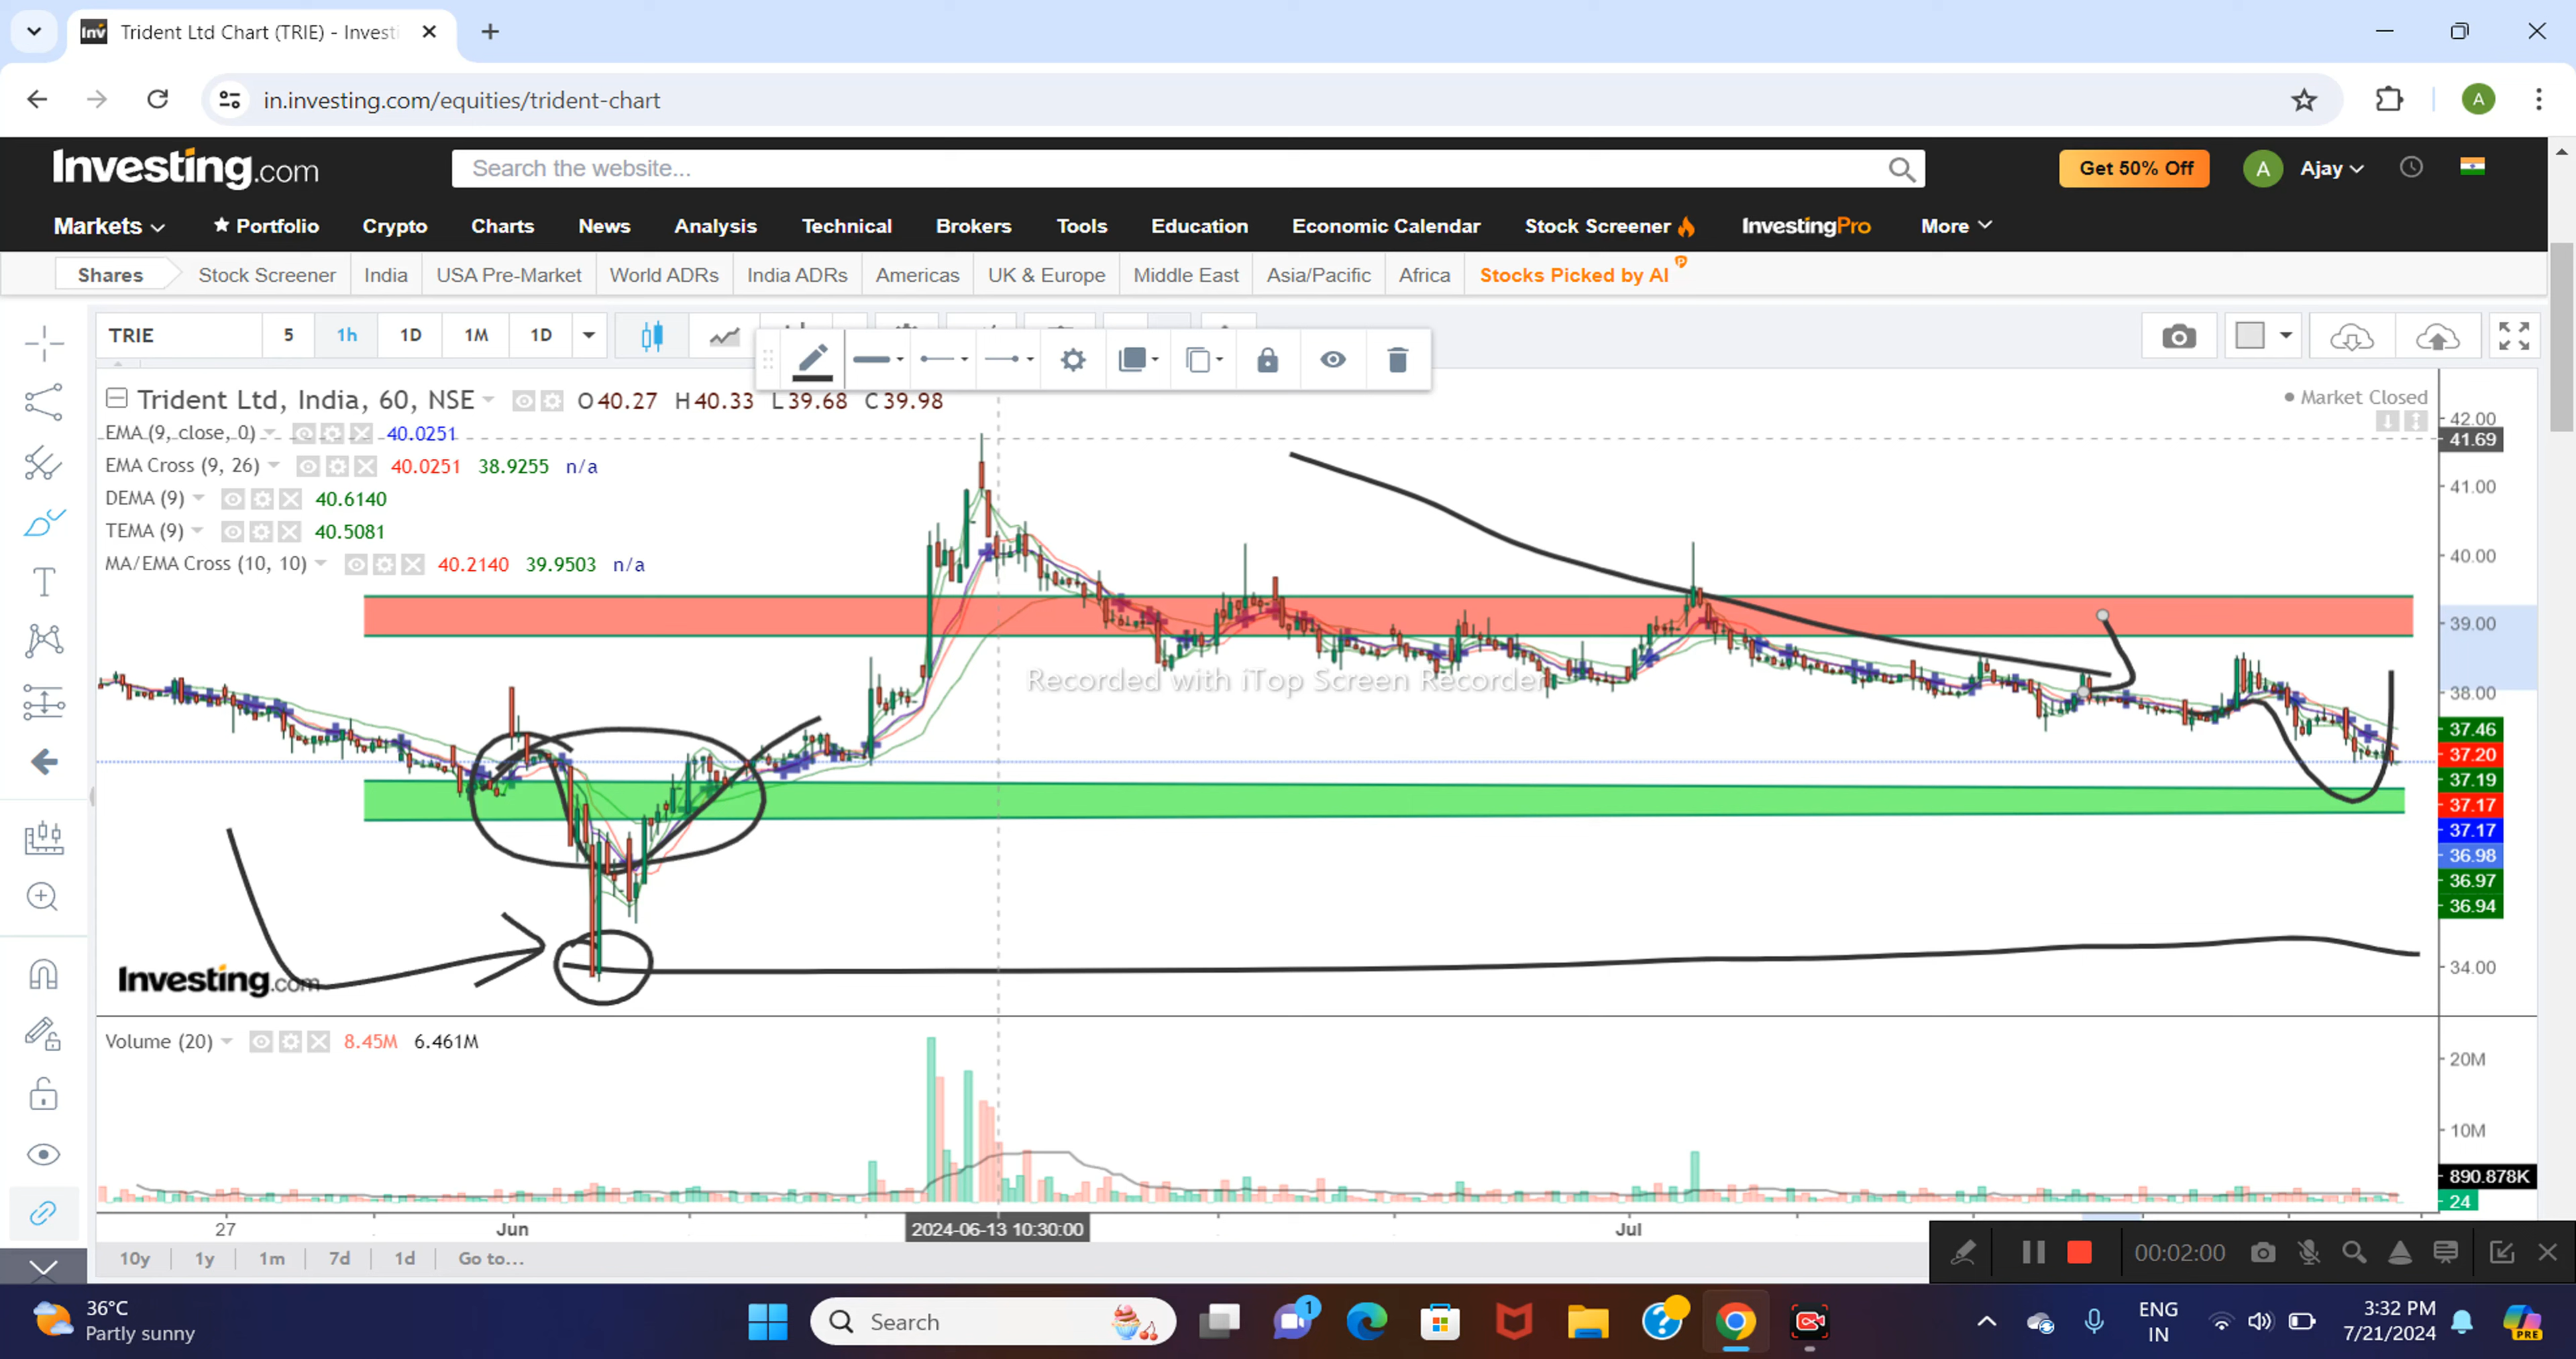 Trident Ltd Chart (TRIE) - Investi
in.investing.com/equities/trident-chart
Investing.com
Search the website...
Get 50% Off
A Ajay
Markets Portfolio Crypto Charts News Analysis Technical Brokers Tools Education Economic Calendar Stock Screener InvestingPro More
Shares Stock Screener India USA Pre-Market World ADRs India ADRs Americas UK & Europe Middle East Asia/Pacific Africa Stocks Picked by AI
TRIE 5 1h 1D 1M 1D
Trident Ltd, India, 60, NSE O40.27 H40.33 L39.68 C39.98
Market Closed
EMA (9, close, 0) 40.0251
EMA Cross (9, 26) 40.0251 38.9255 n/a
DEMA (9) 40.6140
TEMA (9) 40.5081
MA/EMA Cross (10, 10) 40.2140 39.9503 n/a
42.00
41.69
41.00
40.00
39.00
38.00
37.46
37.20
37.19
37.17
37.17
36.98
36.97
36.94
34.00
Recorded with iTop Screen Recorder
Investing.com
Volume (20) 8.45M 6.461M
20M
10M
890.878K
24
27 Jun 2024-06-13 10:30:00 Jul
10y 1y 1m 7d 1d Go to...
00:02:00
36°C
Partly sunny
Search
1
ENG
IN
3:32 PM
7/21/2024
PRE